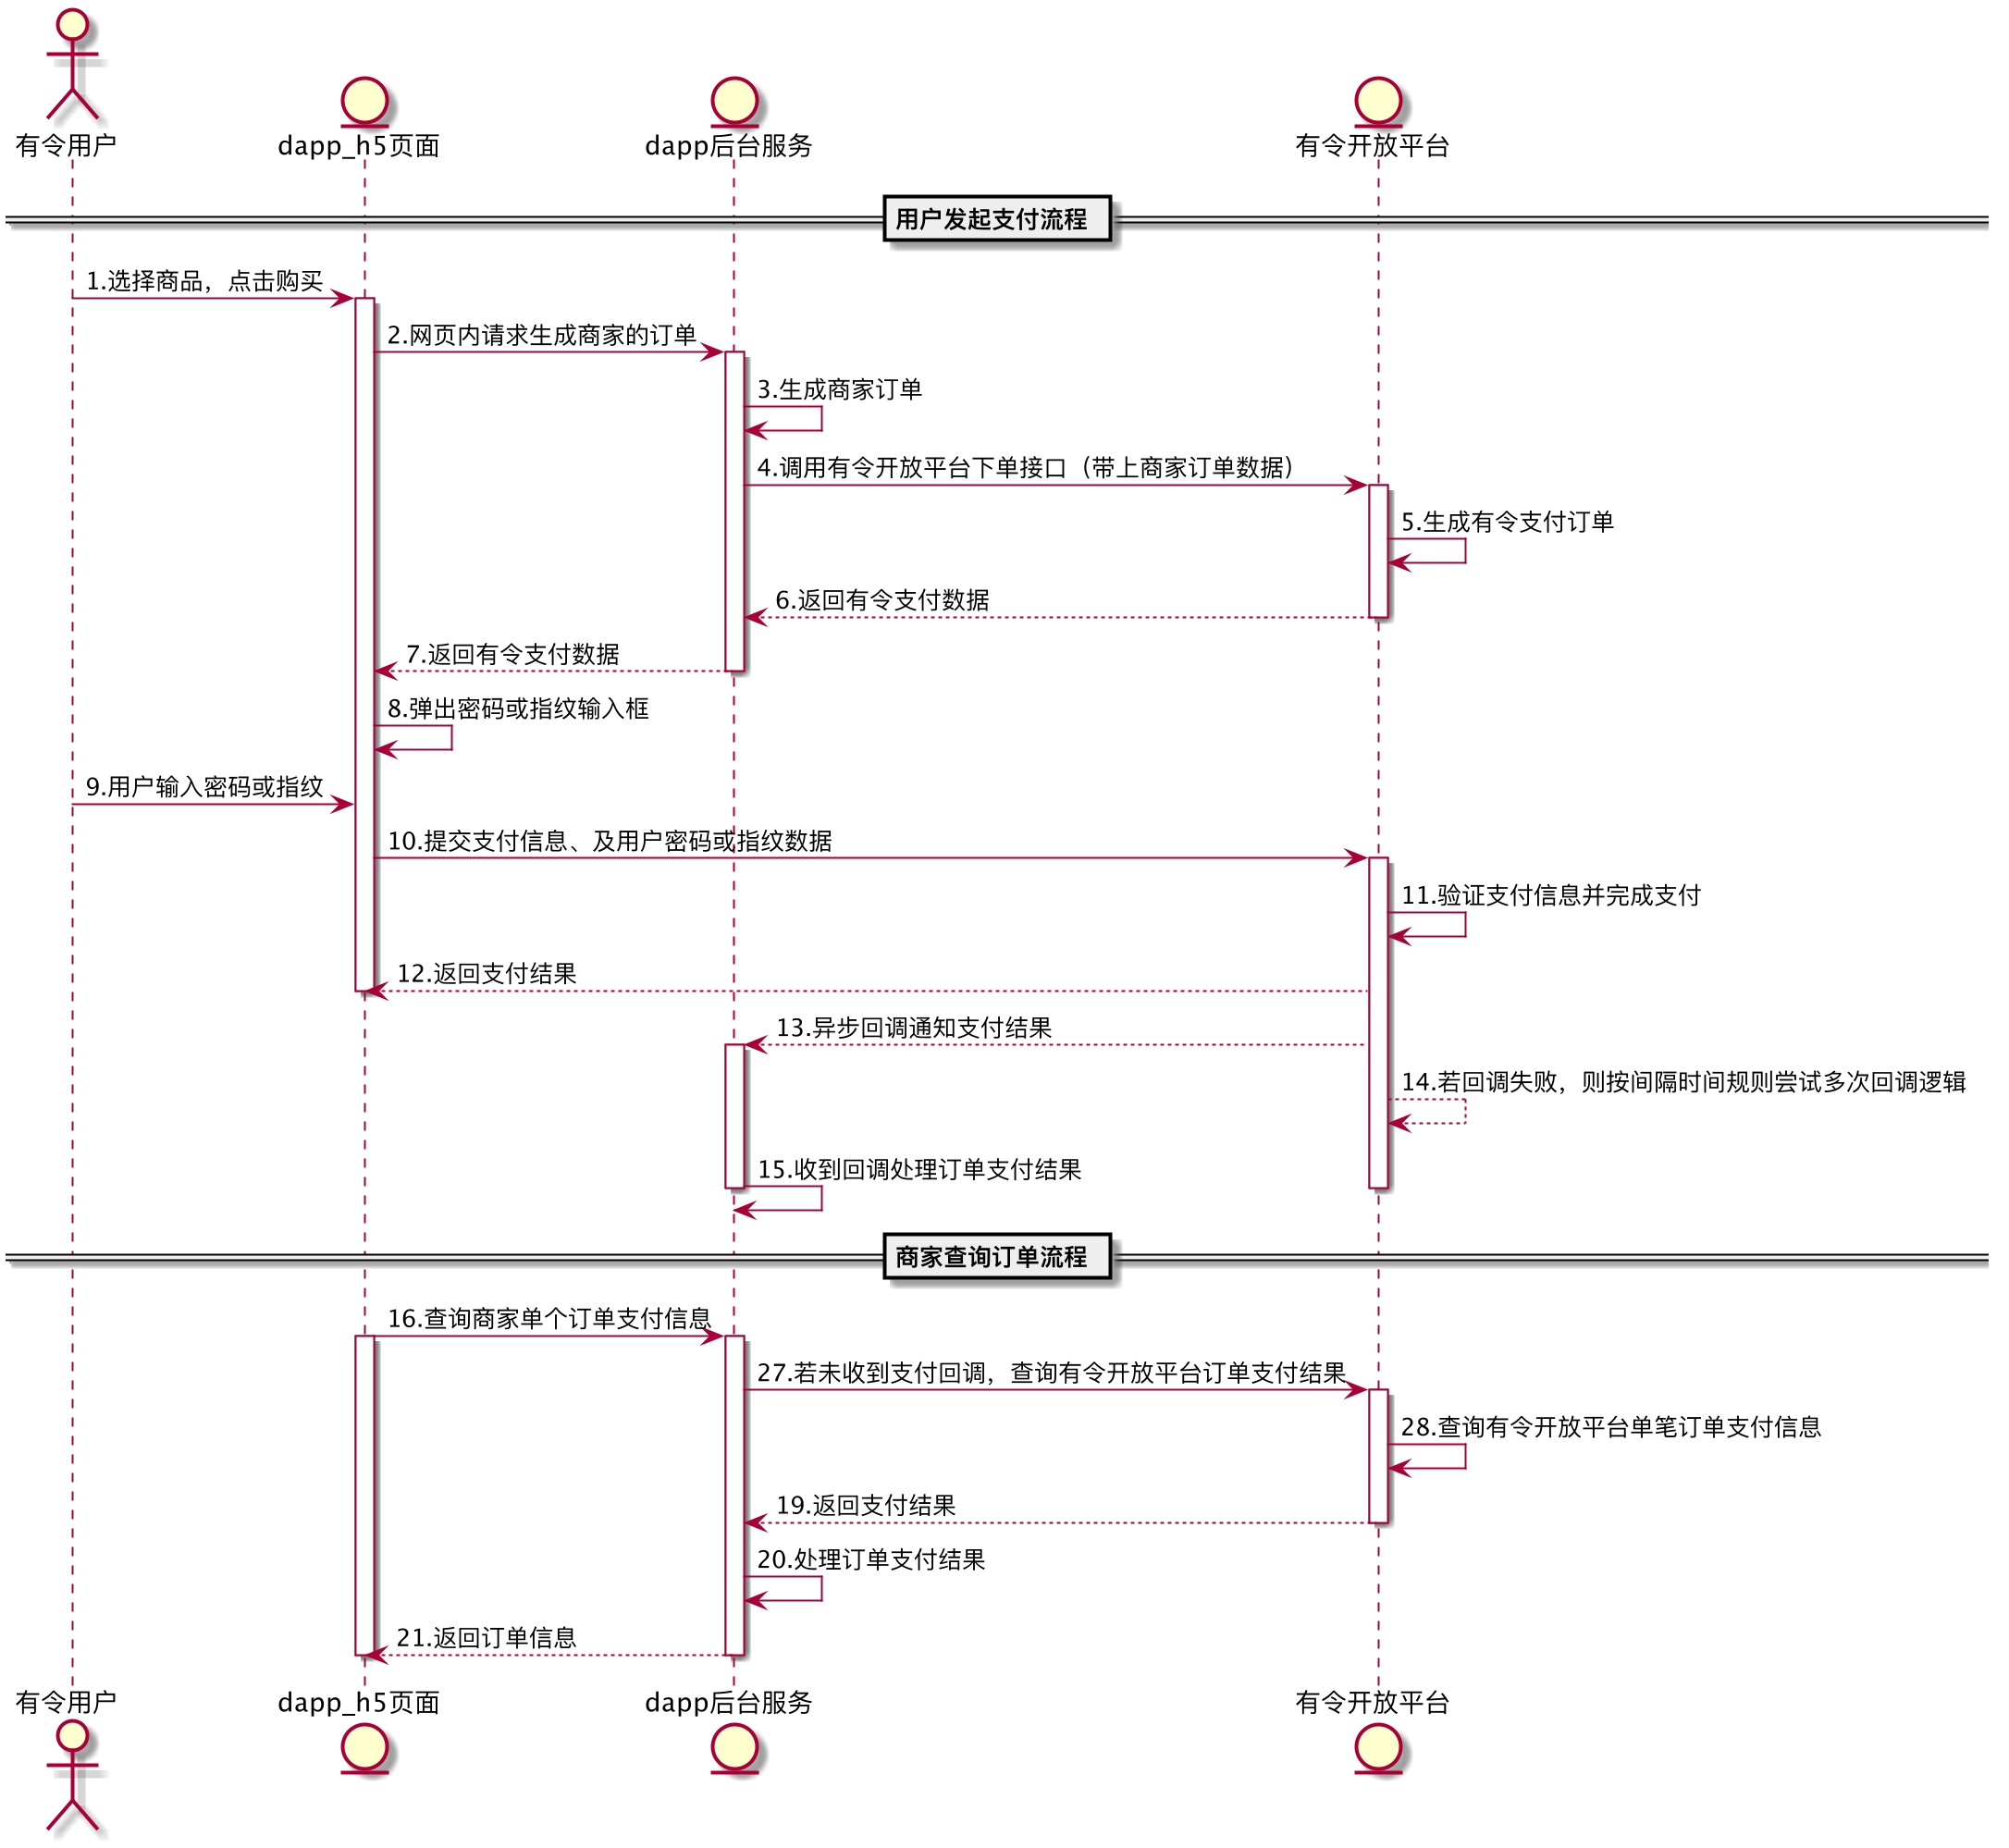 有令用户
dapp_h5页面
dapp后台服务
有令开放平台
用户发起支付流程
1.选择商品，点击购买
2.网页内请求生成商家的订单
3.生成商家订单
4.调用有令开放平台下单接口（带上商家订单数据）
5.生成有令支付订单
6.返回有令支付数据
7.返回有令支付数据
8.弹出密码或指纹输入框
9.用户输入密码或指纹
10.提交支付信息、及用户密码或指纹数据
11.验证支付信息并完成支付
12.返回支付结果
13.异步回调通知支付结果
14.若回调失败，则按间隔时间规则尝试多次回调逻辑
15.收到回调处理订单支付结果
商家查询订单流程
16.查询商家单个订单支付信息
27.若未收到支付回调，查询有令开放平台订单支付结果
28.查询有令开放平台单笔订单支付信息
19.返回支付结果
20.处理订单支付结果
21.返回订单信息
有令用户
dapp_h5页面
dapp后台服务
有令开放平台